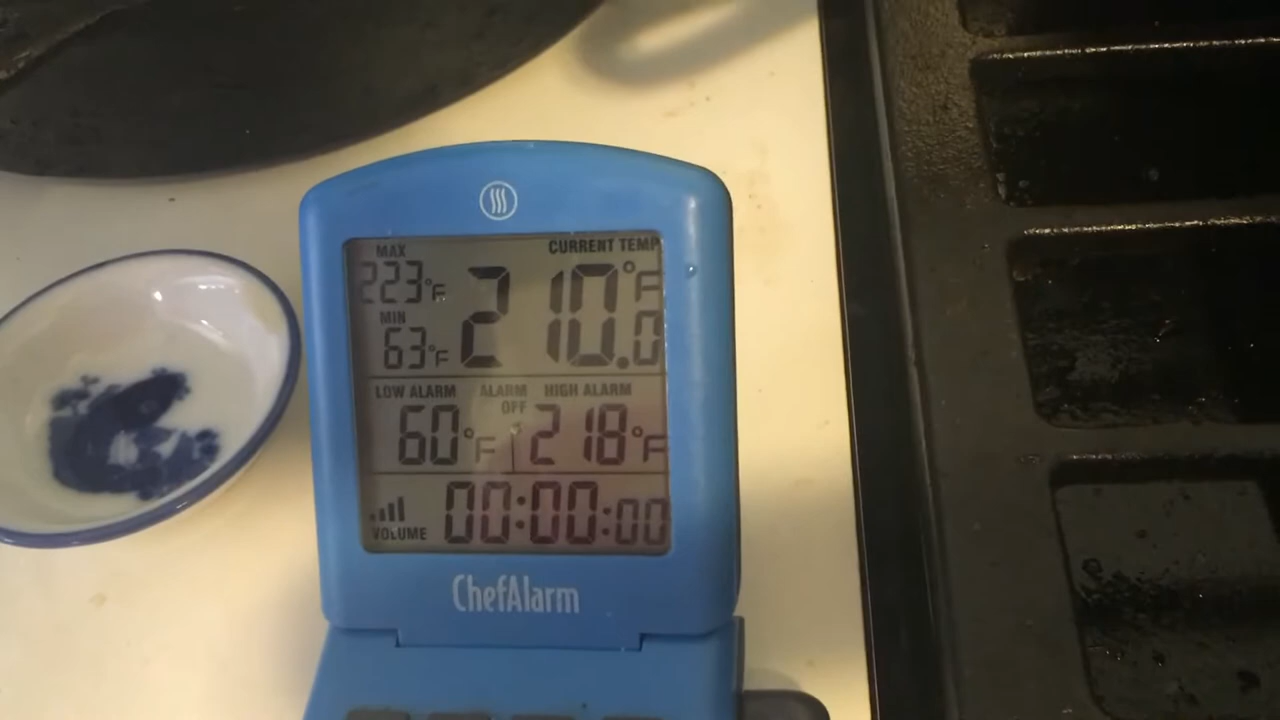 MAX CURRENT TEMP
223°F 210.0°F
MIN
63°F
LOW ALARM ALARM HIGH ALARM
OFF
60°F 218°F
00:00:00
VOLUME
ChefAlarm